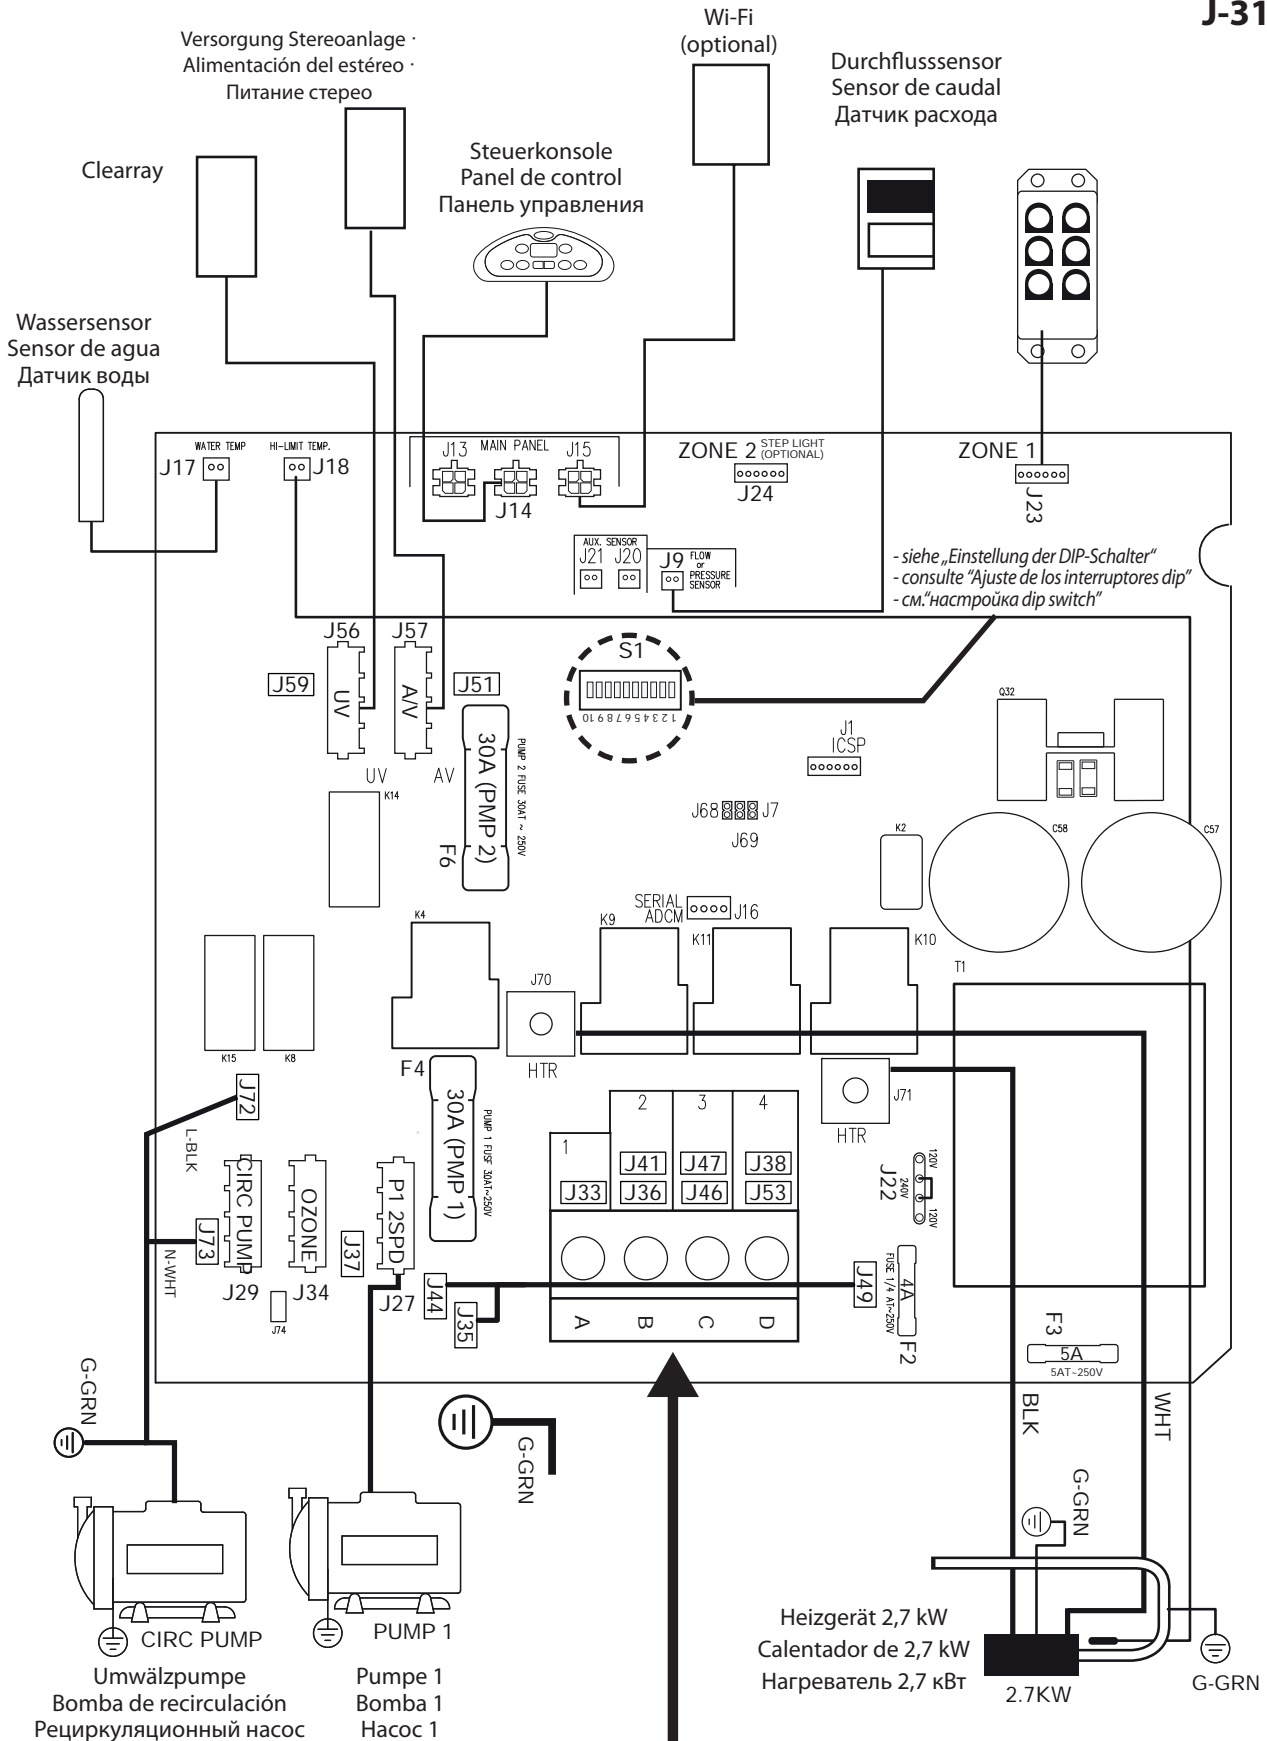 J-31
Versorgung Stereoanlage ·
Alimentación del estéreo ·
Питание стерео
Wi-Fi
(optional)
Durchflusssensor
Sensor de caudal
Датчик расхода
Clearray
Steuerkonsole
Panel de control
Панель управления
Wassersensor
Sensor de agua
Датчик воды
WATER TEMP
J17
HI-LIMIT TEMP.
J18
J13
MAIN PANEL
J15
J14
ZONE 2
STEP LIGHT
(OPTIONAL)
J24
ZONE 1
J23
AUX. SENSOR
J21
J20
J9
FLOW
or
PRESSURE
SENSOR
- siehe „Einstellung der DIP-Schalter“
- consulte “Ajuste de los interruptores dip”
- см.“настройка dip switch”
J56
J57
J59
UV
A/V
J51
S1
1 2 3 4 5 6 7 8 9 10
Q32
UV
AV
30A (PMP 2)
PUMP 2 FUSE 30AT ~ 250V
F6
K14
J1
ICSP
J68
J7
J69
K2
C58
C57
SERIAL
ADCM
J16
K4
K9
K11
K10
T1
J70
HTR
K15
K8
F4
30A (PMP 1)
PUMP 1 FUSE 30AT~250V
J71
HTR
J72
L-BLK
1
2
3
4
J41
J47
J38
J33
J36
J46
J53
J22
120V
240V
120V
CIRC PUMP
OZONE
P1 2SPD
J73
N-WHT
J37
J29
J34
J27
J74
J44
J35
A
B
C
D
J49
FUSE 1/4 AT~250V
4A
F2
F3
5A
5AT~250V
G-GRN
G-GRN
BLK
WHT
G-GRN
CIRC PUMP
Umwälzpumpe
Bomba de recirculación
Рециркуляционный насос
PUMP 1
Pumpe 1
Bomba 1
Насос 1
Heizgerät 2,7 kW
Calentador de 2,7 kW
Нагреватель 2,7 кВт
2.7KW
G-GRN